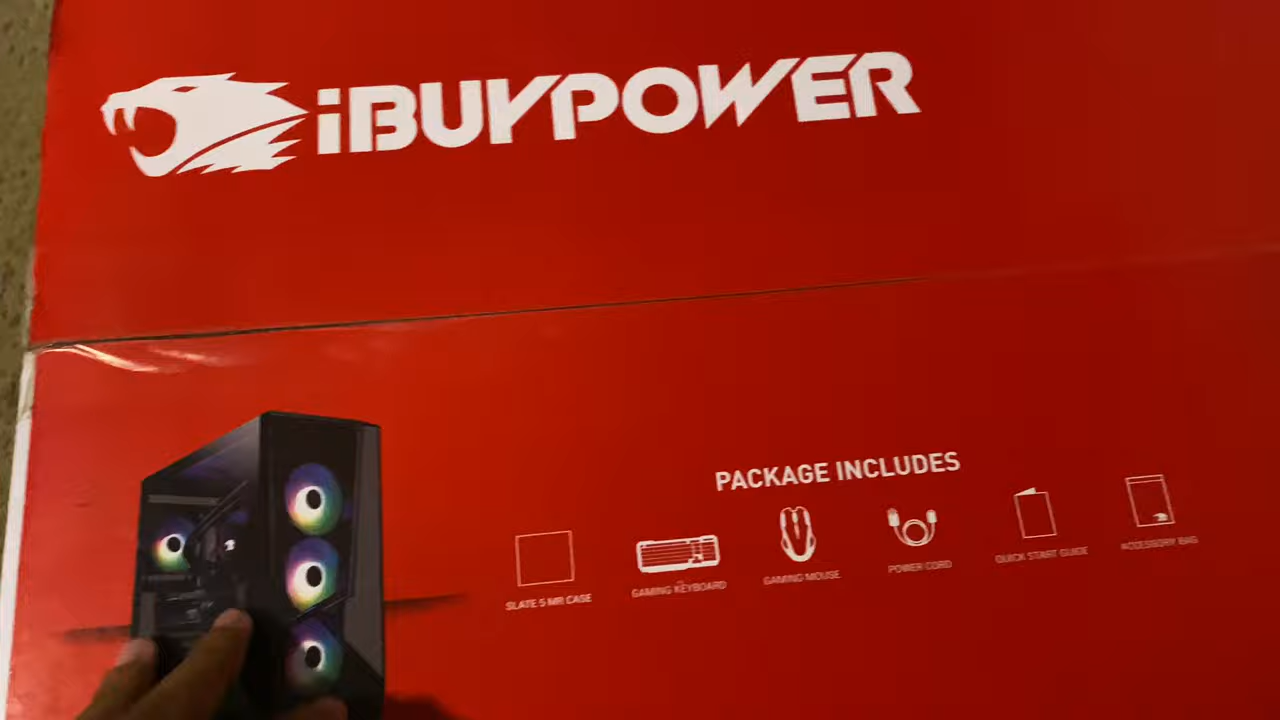 iBUYPOWER
PACKAGE INCLUDES
SLATE 5 MR CASE
GAMING KEYBOARD
GAMING MOUSE
POWER CORD
QUICK START GUIDE
ACCESSORY BAG